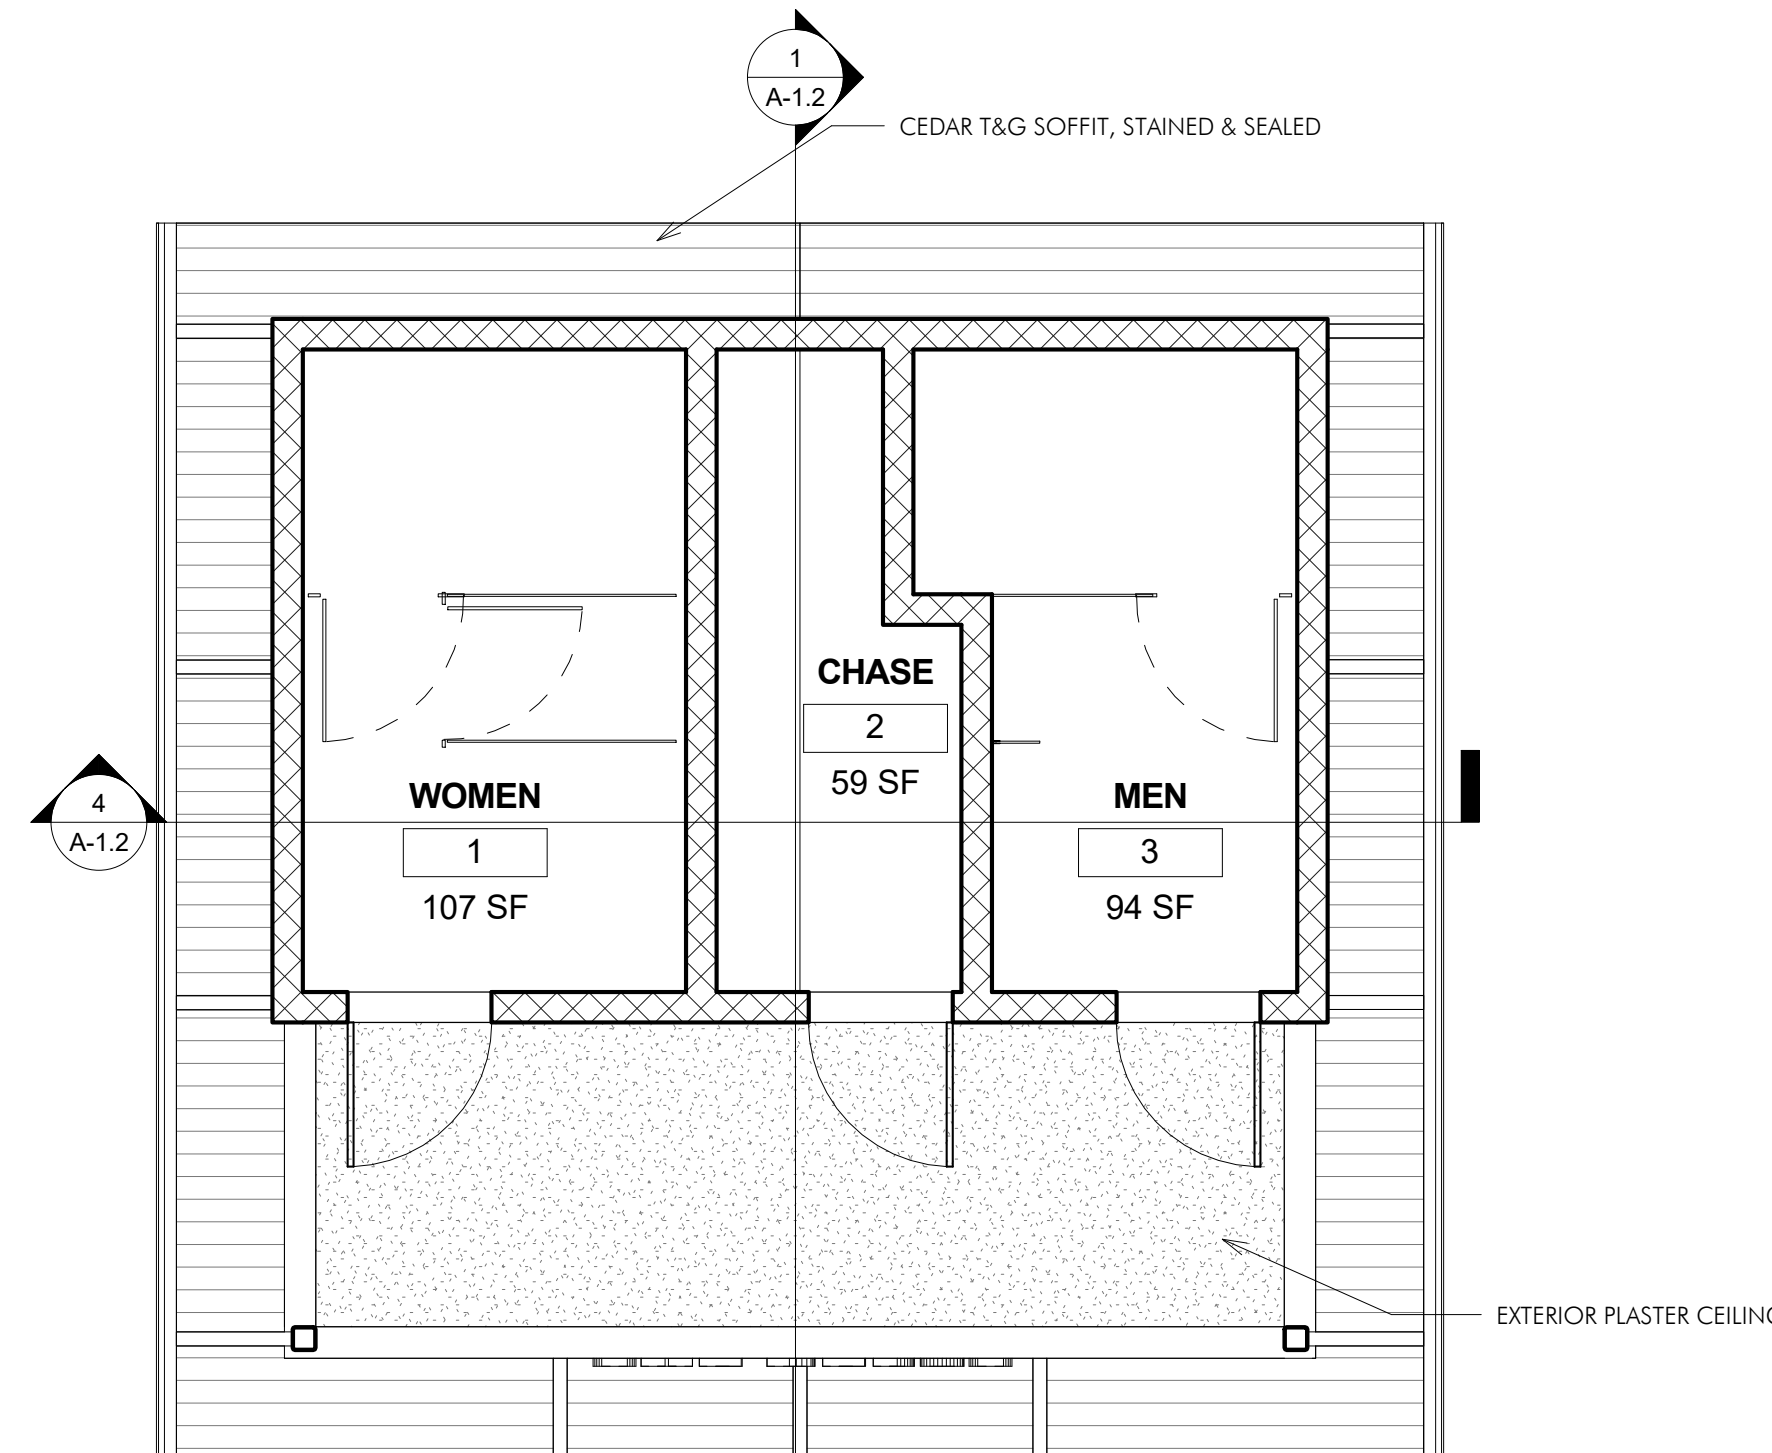 1
A-1.2
CEDAR T&G SOFFIT, STAINED & SEALED
CHASE
2
59 SF
WOMEN
1
107 SF
MEN
3
94 SF
4
A-1.2
EXTERIOR PLASTER CEILING